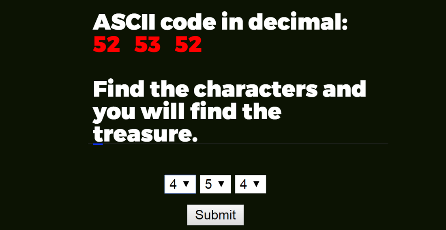 ASCII code in decimal:
52 53 52
Find the characters and
you will find the
treasure.
4 ▼ 5 ▼ 4 ▼
Submit